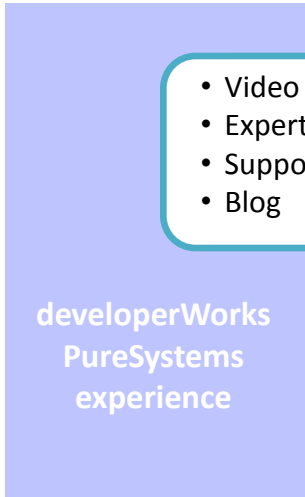 • Video
• Expert
• Suppo
• Blog
developerWorks
PureSystems
experience